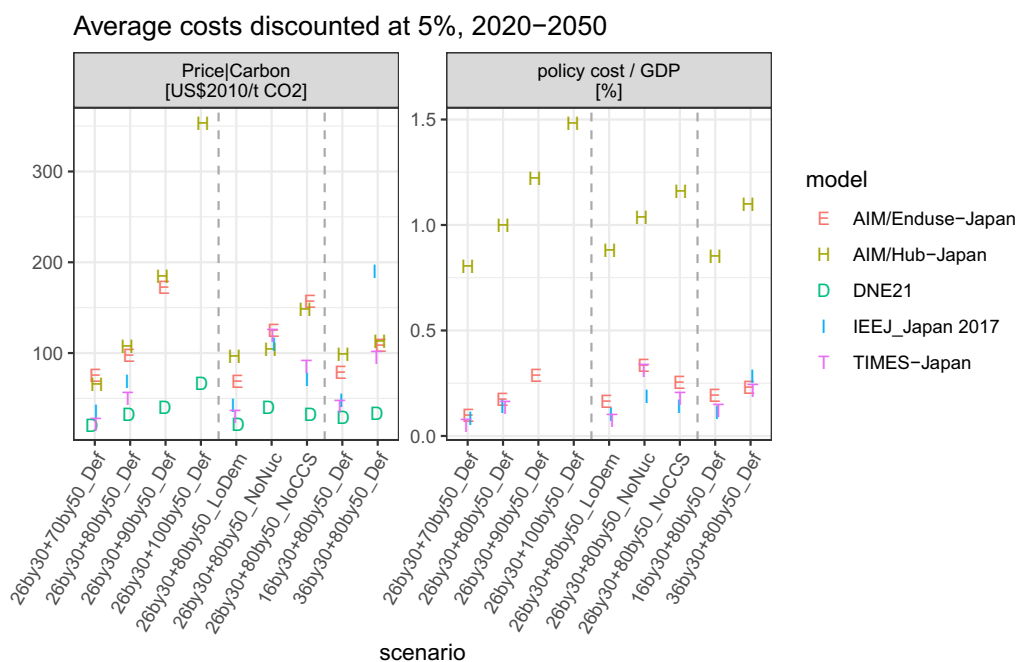 Average costs discounted at 5%, 2020−2050
Price|Carbon
[US$2010/t CO2]
policy cost / GDP
[%]
300
200
100
1.5
1.0
0.5
0.0
26by30+70by50_Def
26by30+80by50_Def
26by30+90by50_Def
26by30+100by50_Def
26by30+80by50_LoDem
26by30+80by50_NoNuc
26by30+80by50_NoCCS
16by30+80by50_Def
36by30+80by50_Def
26by30+70by50_Def
26by30+80by50_Def
26by30+90by50_Def
26by30+100by50_Def
26by30+80by50_LoDem
26by30+80by50_NoNuc
26by30+80by50_NoCCS
16by30+80by50_Def
36by30+80by50_Def
scenario
model
E AIM/Enduse−Japan
H AIM/Hub−Japan
D DNE21
I IEEJ_Japan 2017
T TIMES−Japan